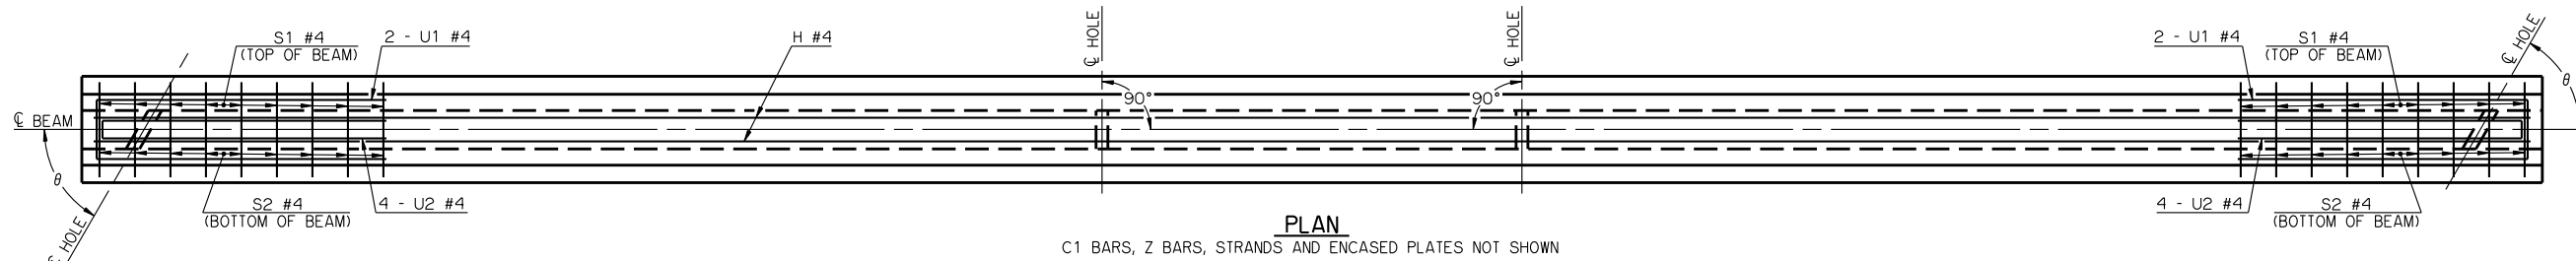 S1 #4
(TOP OF BEAM)
2 - U1 #4
H #4
℄ HOLE
℄ HOLE
2 - U1 #4
S1 #4
(TOP OF BEAM)
℄ HOLE
θ
90°
90°
℄ BEAM
θ
℄ HOLE
S2 #4
(BOTTOM OF BEAM)
4 - U2 #4
4 - U2 #4
S2 #4
(BOTTOM OF BEAM)
PLAN
C1 BARS, Z BARS, STRANDS AND ENCASED PLATES NOT SHOWN